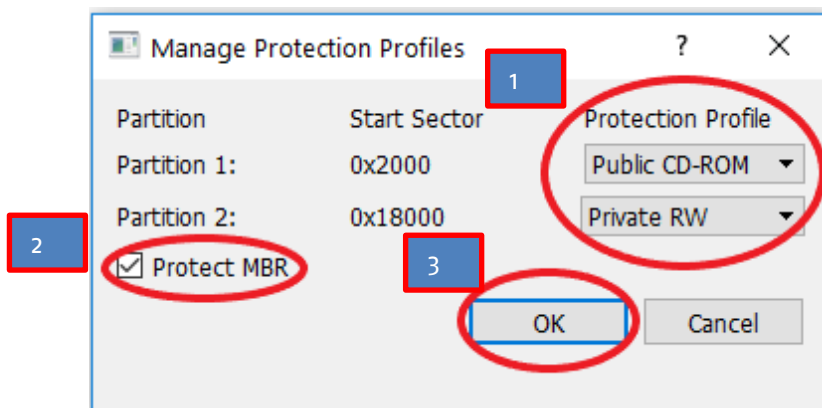 Manage Protection Profiles ? ×
1
Partition Start Sector Protection Profile
Partition 1: 0x2000 Public CD-ROM
Partition 2: 0x18000 Private RW
2
Protect MBR
3
OK Cancel